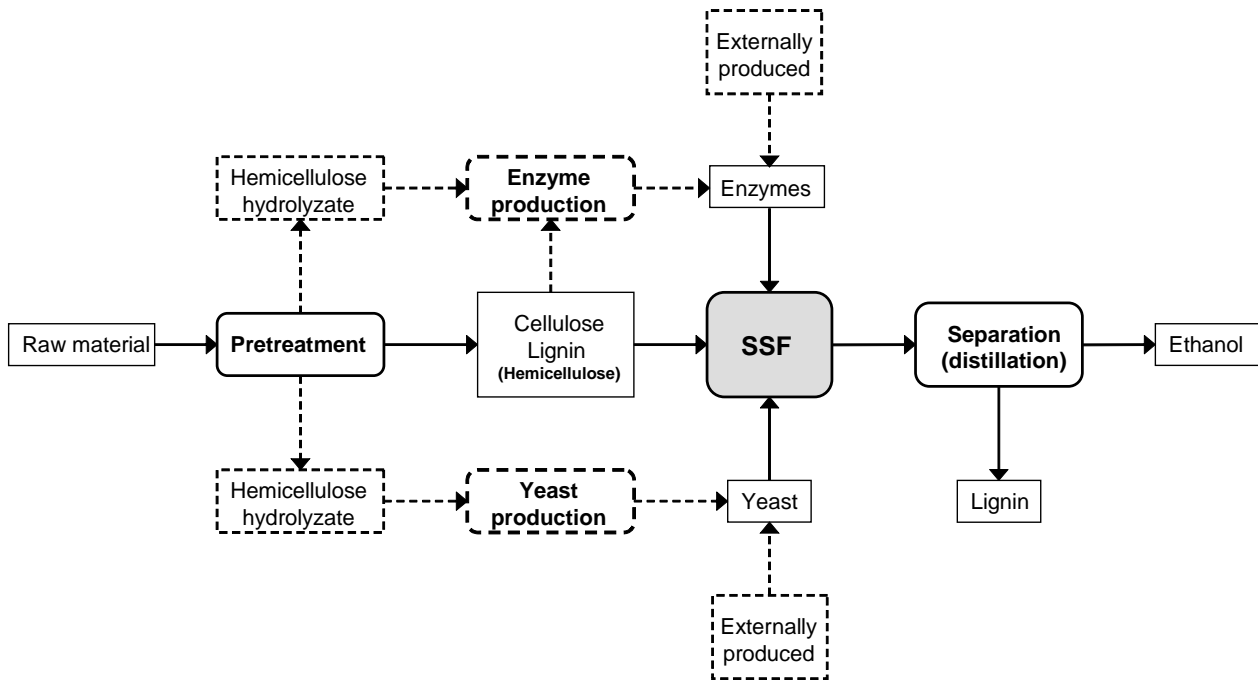 Externally
produced
Hemicellulose
hydrolyzate
Enzyme
production
Enzymes
Raw material
Pretreatment
Cellulose
Lignin
(Hemicellulose)
SSF
Separation
(distillation)
Ethanol
Hemicellulose
hydrolyzate
Yeast
production
Yeast
Lignin
Externally
produced